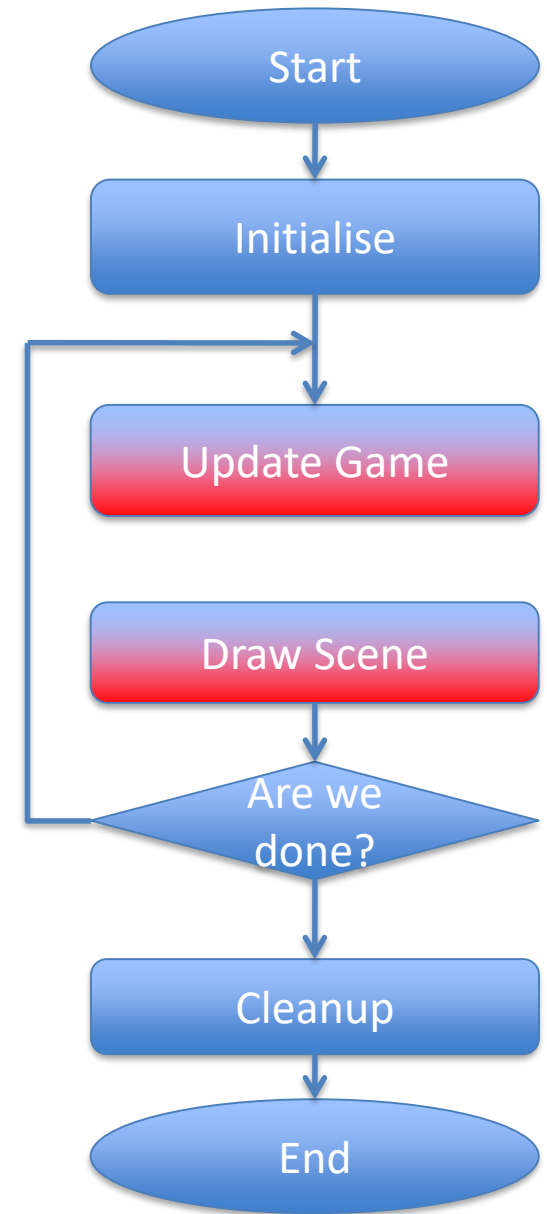 Start
Initialise
Update Game
Draw Scene
Are we
done?
Cleanup
End